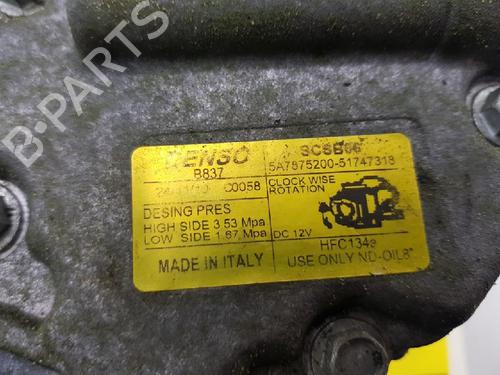 DENSO
B837
C0058
DESING PRES
HIGH SIDE 3.53 Mpa
LOW SIDE 1.67 Mpa
MADE IN ITALY
SCSB06
5A7875200-51747318
CLOCK WISE
ROTATION
DC 12V
HFC134a
USE ONLY ND-OIL8"
B-PARTS